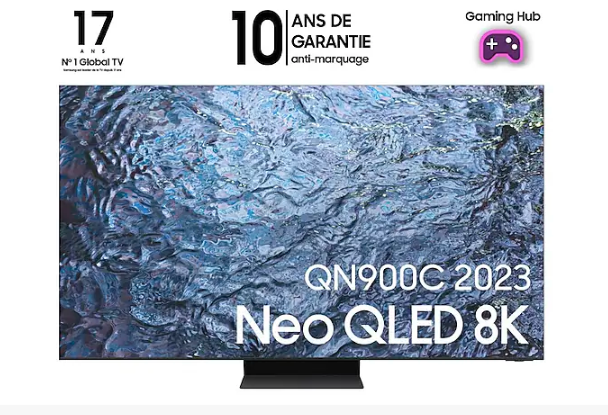 17
ANS
N° 1 Global TV
10
ANS DE
GARANTIE
anti-marquage
Gaming Hub
QN900C 2023
Neo QLED 8K